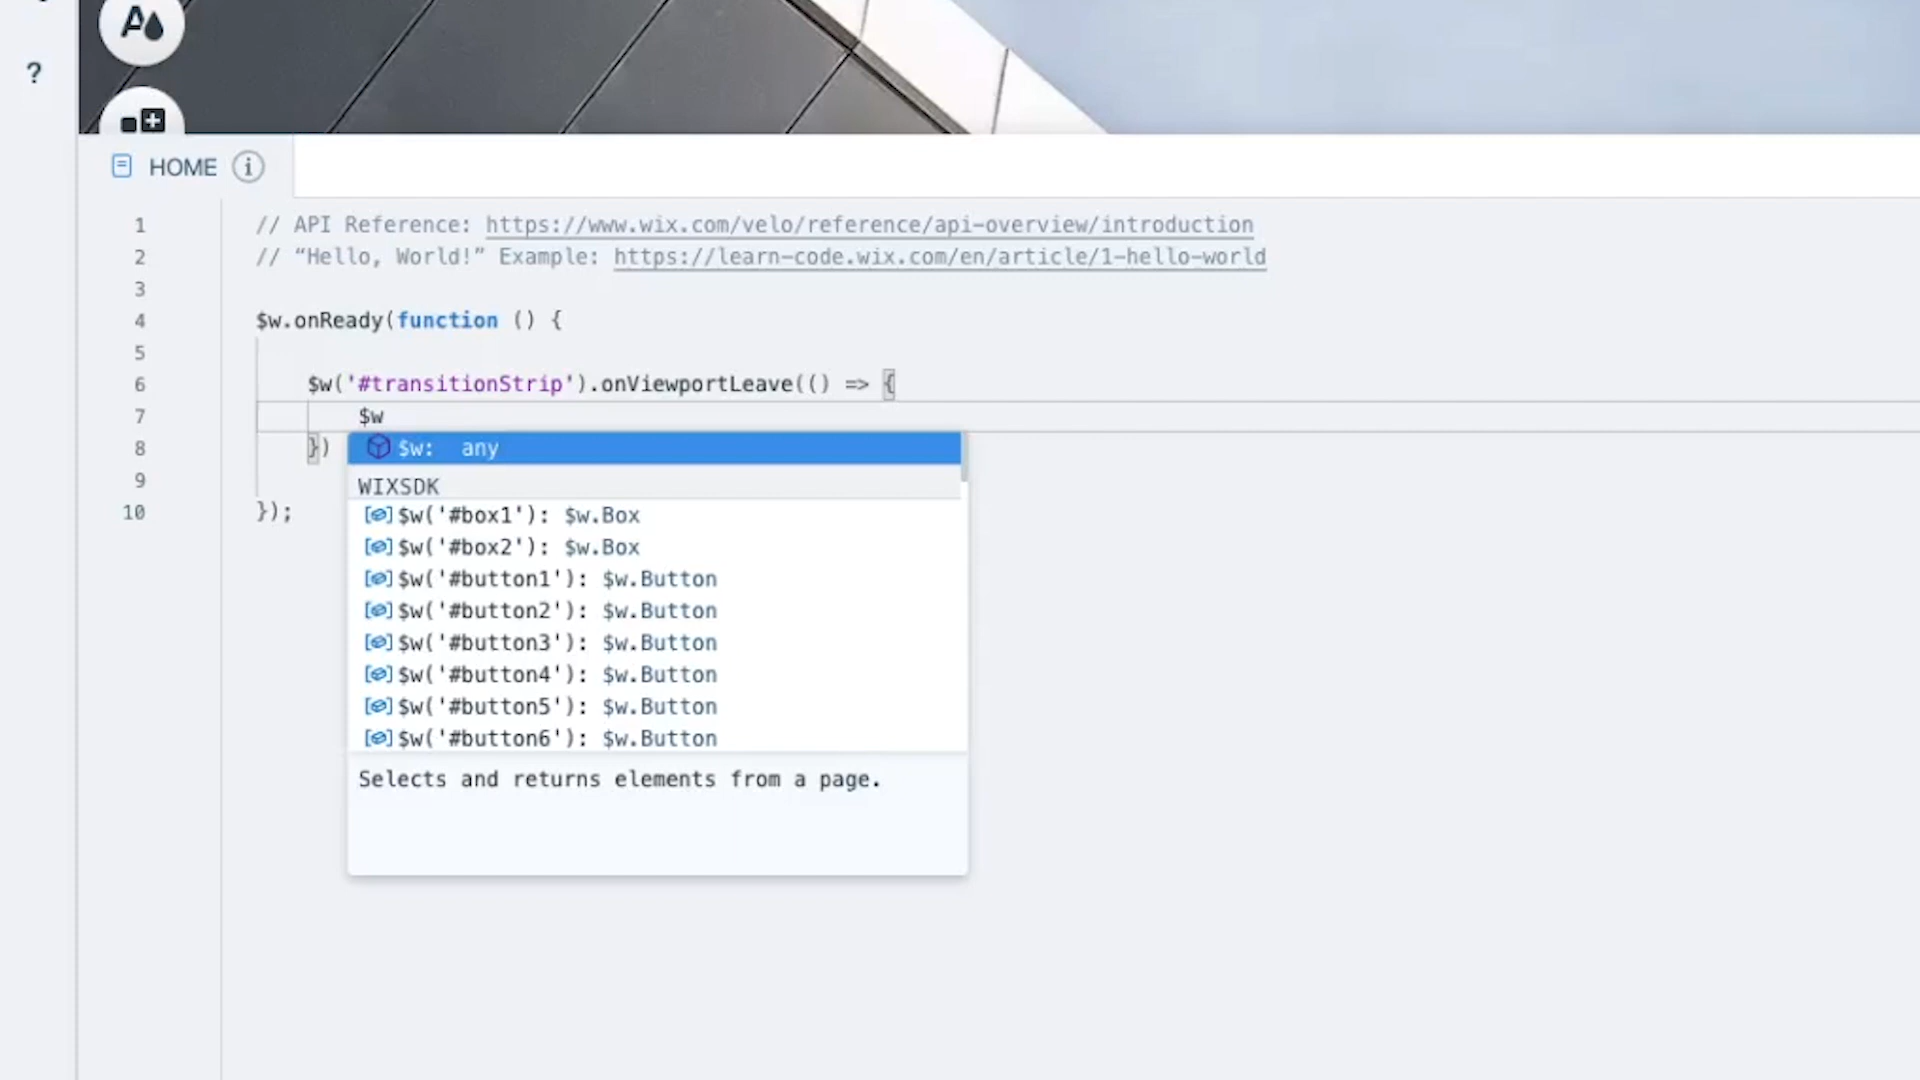 A
?
HOME
1 // API Reference: https://www.wix.com/velo/reference/api-overview/introduction
2 // “Hello, World!” Example: https://learn-code.wix.com/en/article/1-hello-world
3
4 $w.onReady(function () {
5
6 $w('#transitionStrip').onViewportLeave(() => {
7 $w
8 })
$w: any
WIXSDK
9
$w('#box1'): $w.Box
10 });
$w('#box2'): $w.Box
$w('#button1'): $w.Button
$w('#button2'): $w.Button
$w('#button3'): $w.Button
$w('#button4'): $w.Button
$w('#button5'): $w.Button
$w('#button6'): $w.Button
Selects and returns elements from a page.